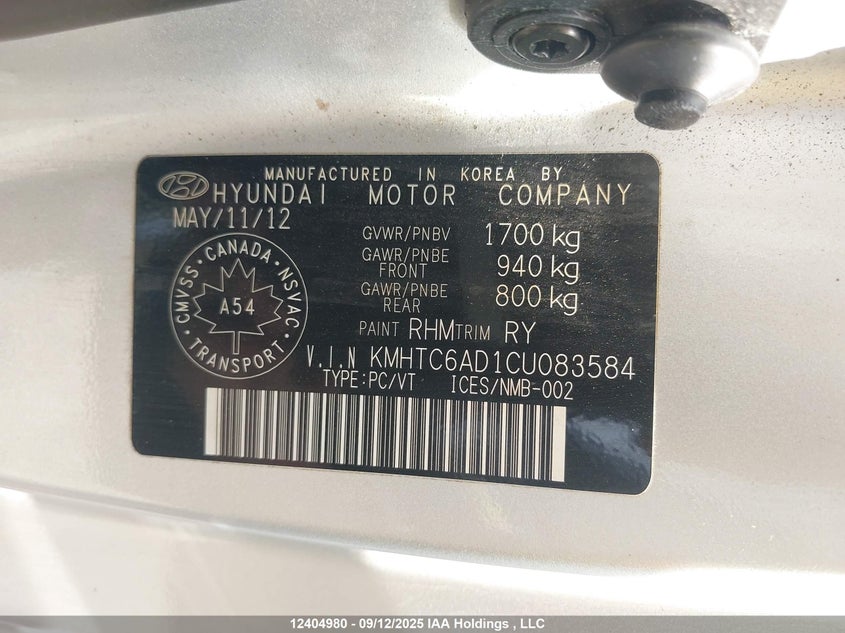 MANUFACTURED IN KOREA BY
HYUNDAI MOTOR COMPANY
MAY/11/12
GVWR/PNBV 1700 kg
GAWR/PNBE FRONT 940 kg
GAWR/PNBE REAR 800 kg
CMVSS · CANADA · NSVAC
A54
TRANSPORT
PAINT RHM TRIM RY
V.I.N KMHTC6AD1CU083584
TYPE:PC/VT ICES/NMB-002
12404980 - 09/12/2025 IAA Holdings , LLC